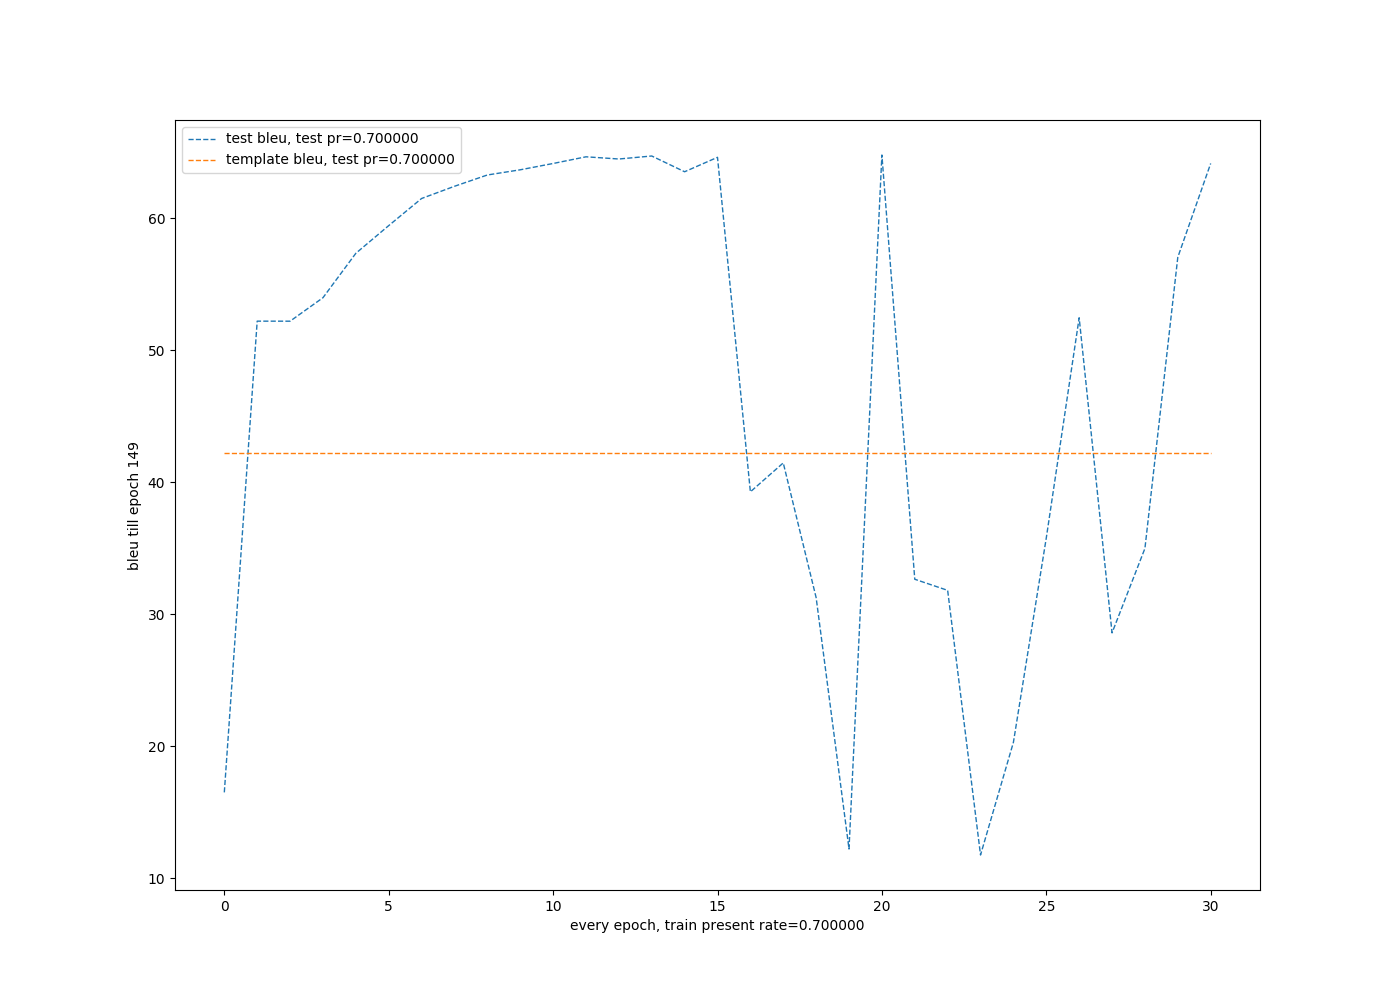 test bleu, test pr=0.700000
template bleu, test pr=0.700000
60
50
40
30
20
10
bleu till epoch 149
0 5 10 15 20 25 30
every epoch, train present rate=0.700000